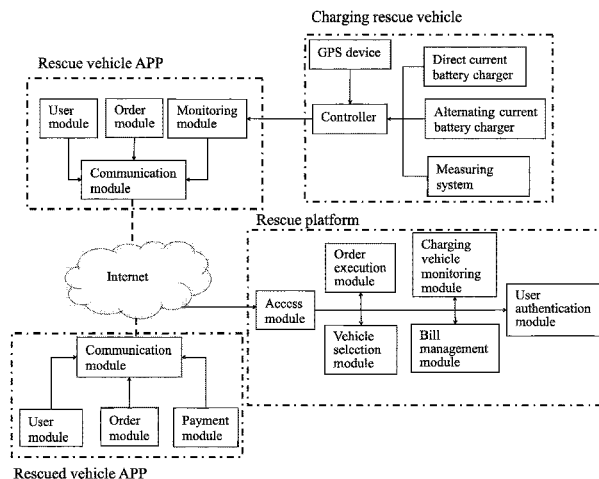 Charging rescue vehicle
GPS device
Direct current
battery charger
Controller
Alternating current
battery charger
Measuring
system
Rescue vehicle APP
User
module
Order
module
Monitoring
module
Communication
module
Internet
Rescue platform
Order
execution
module
Charging
vehicle
monitoring
module
Access
module
User
authentication
module
Vehicle
selection
module
Bill
management
module
Communication
module
User
module
Order
module
Payment
module
Rescued vehicle APP